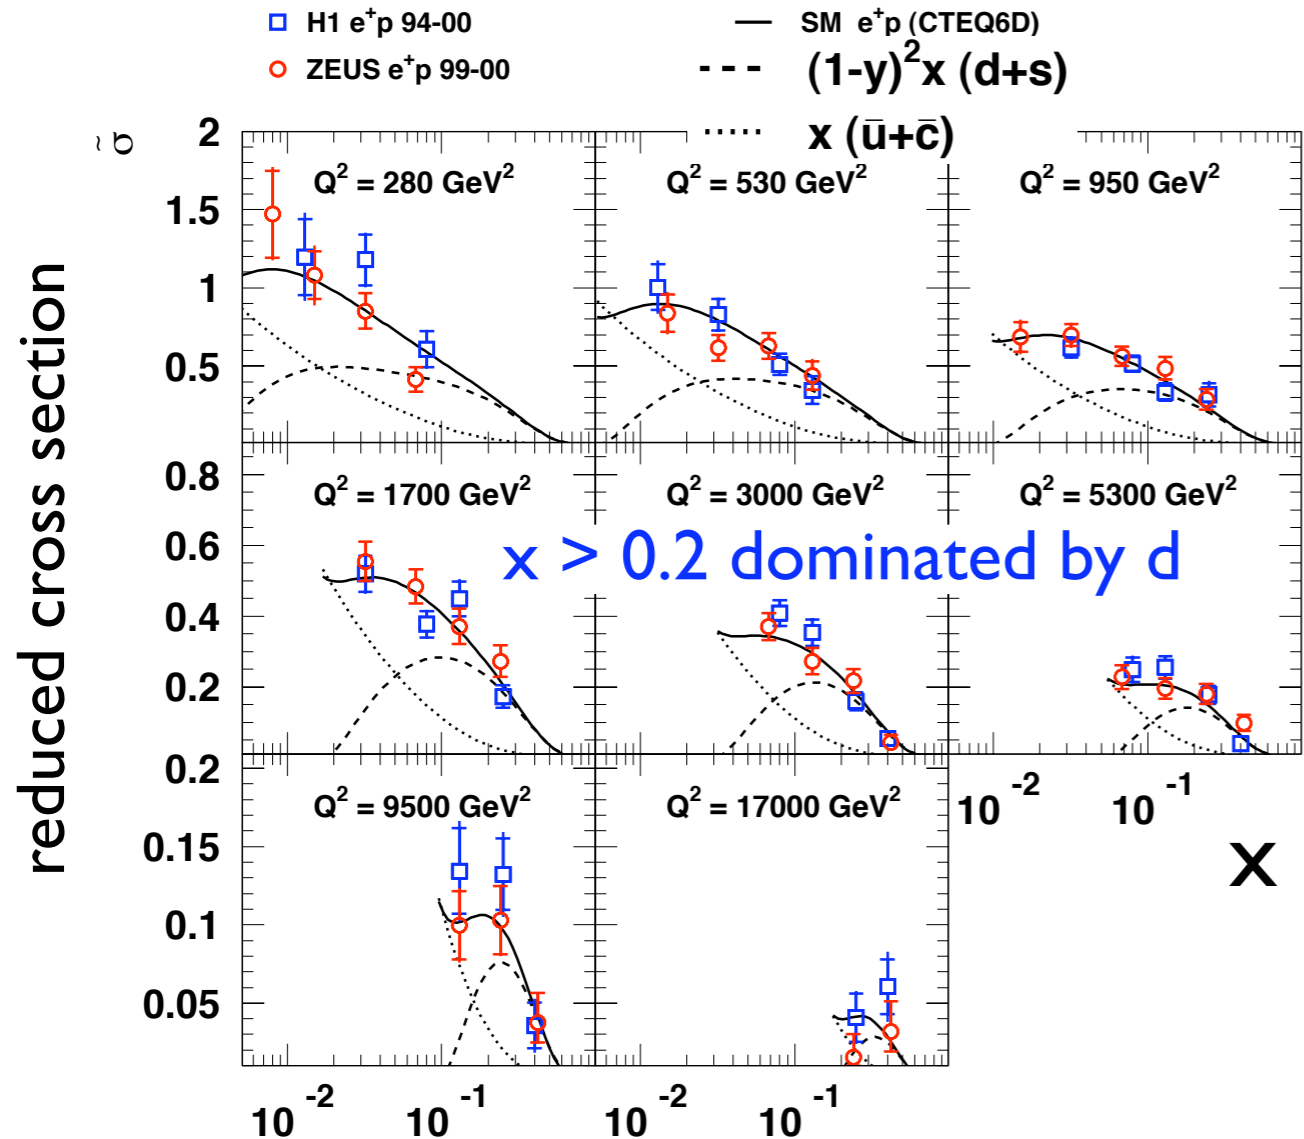 H1 e⁺p 94-00
ZEUS e⁺p 99-00
SM e⁺p (CTEQ6D)
(1-y)²x (d+s)
x (ū+c̄)
σ̃
reduced cross section
2
1.5
1
0.5
Q² = 280 GeV²
Q² = 530 GeV²
Q² = 950 GeV²
0.8
0.6
0.4
0.2
Q² = 1700 GeV²
Q² = 3000 GeV²
Q² = 5300 GeV²
x > 0.2 dominated by d
0.2
0.15
0.1
0.05
Q² = 9500 GeV²
Q² = 17000 GeV²
10⁻² 10⁻¹
x
10⁻² 10⁻¹ 10⁻² 10⁻¹